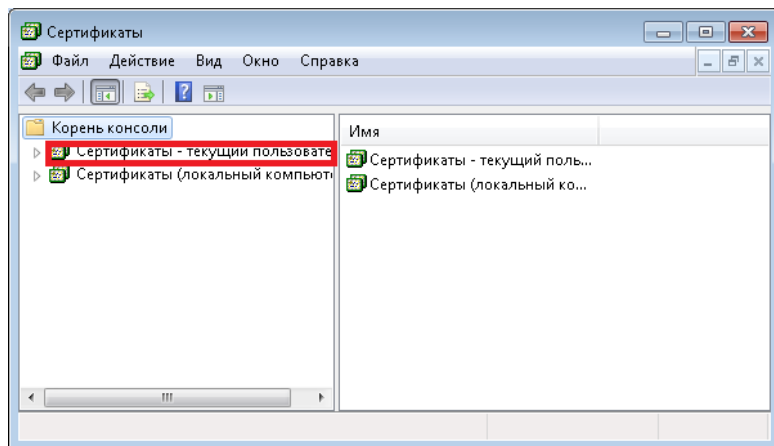 Сертификаты
Файл Действие Вид Окно Справка
Корень консоли
Сертификаты - текущий пользовате
Сертификаты (локальный компьют
Имя
Сертификаты - текущий поль...
Сертификаты (локальный ко...